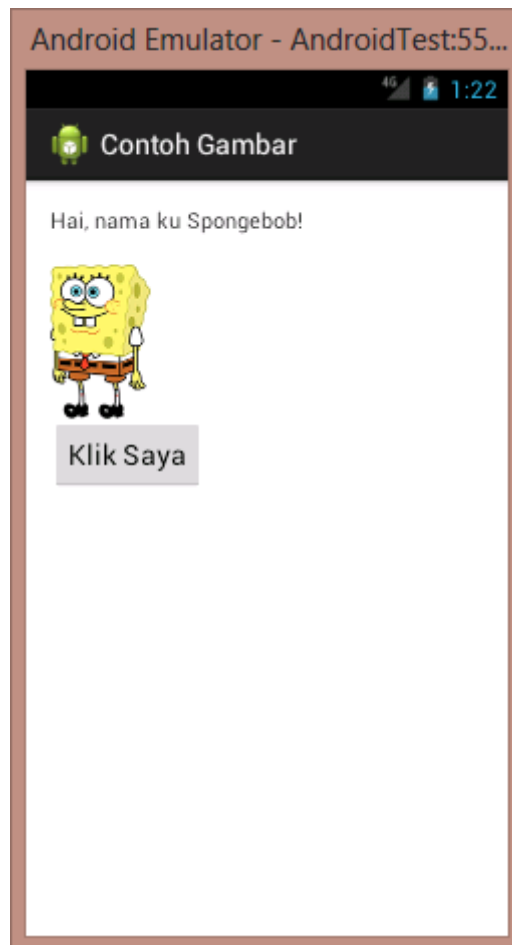 Android Emulator - AndroidTest:55...
4G 1:22
Contoh Gambar
Hai, nama ku Spongebob!
Klik Saya